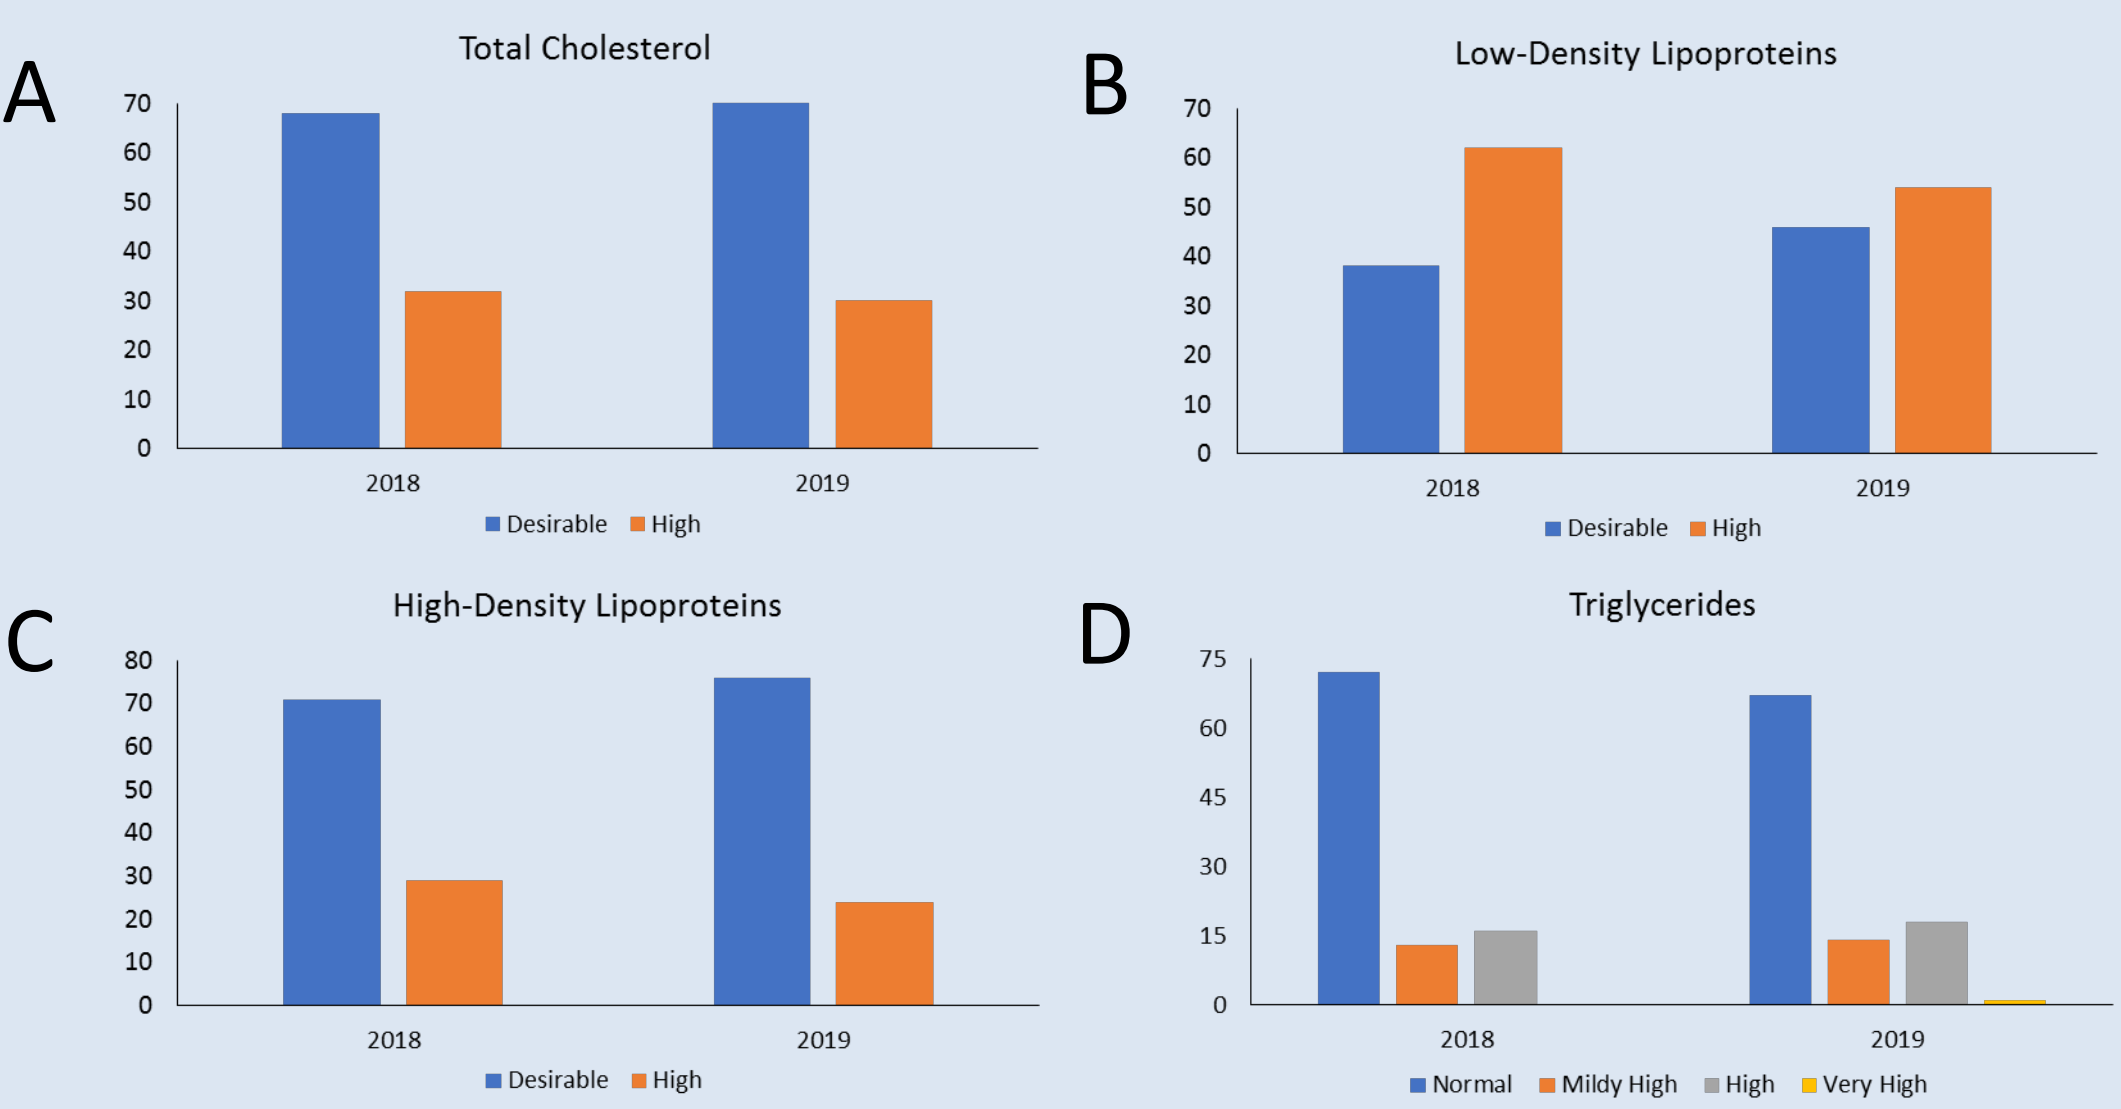 A
Total Cholesterol
70
60
50
40
30
20
10
0
2018 2019
Desirable High
B
Low-Density Lipoproteins
70
60
50
40
30
20
10
0
2018 2019
Desirable High
C
High-Density Lipoproteins
80
70
60
50
40
30
20
10
0
2018 2019
Desirable High
D
Triglycerides
75
60
45
30
15
0
2018 2019
Normal Mildy High High Very High